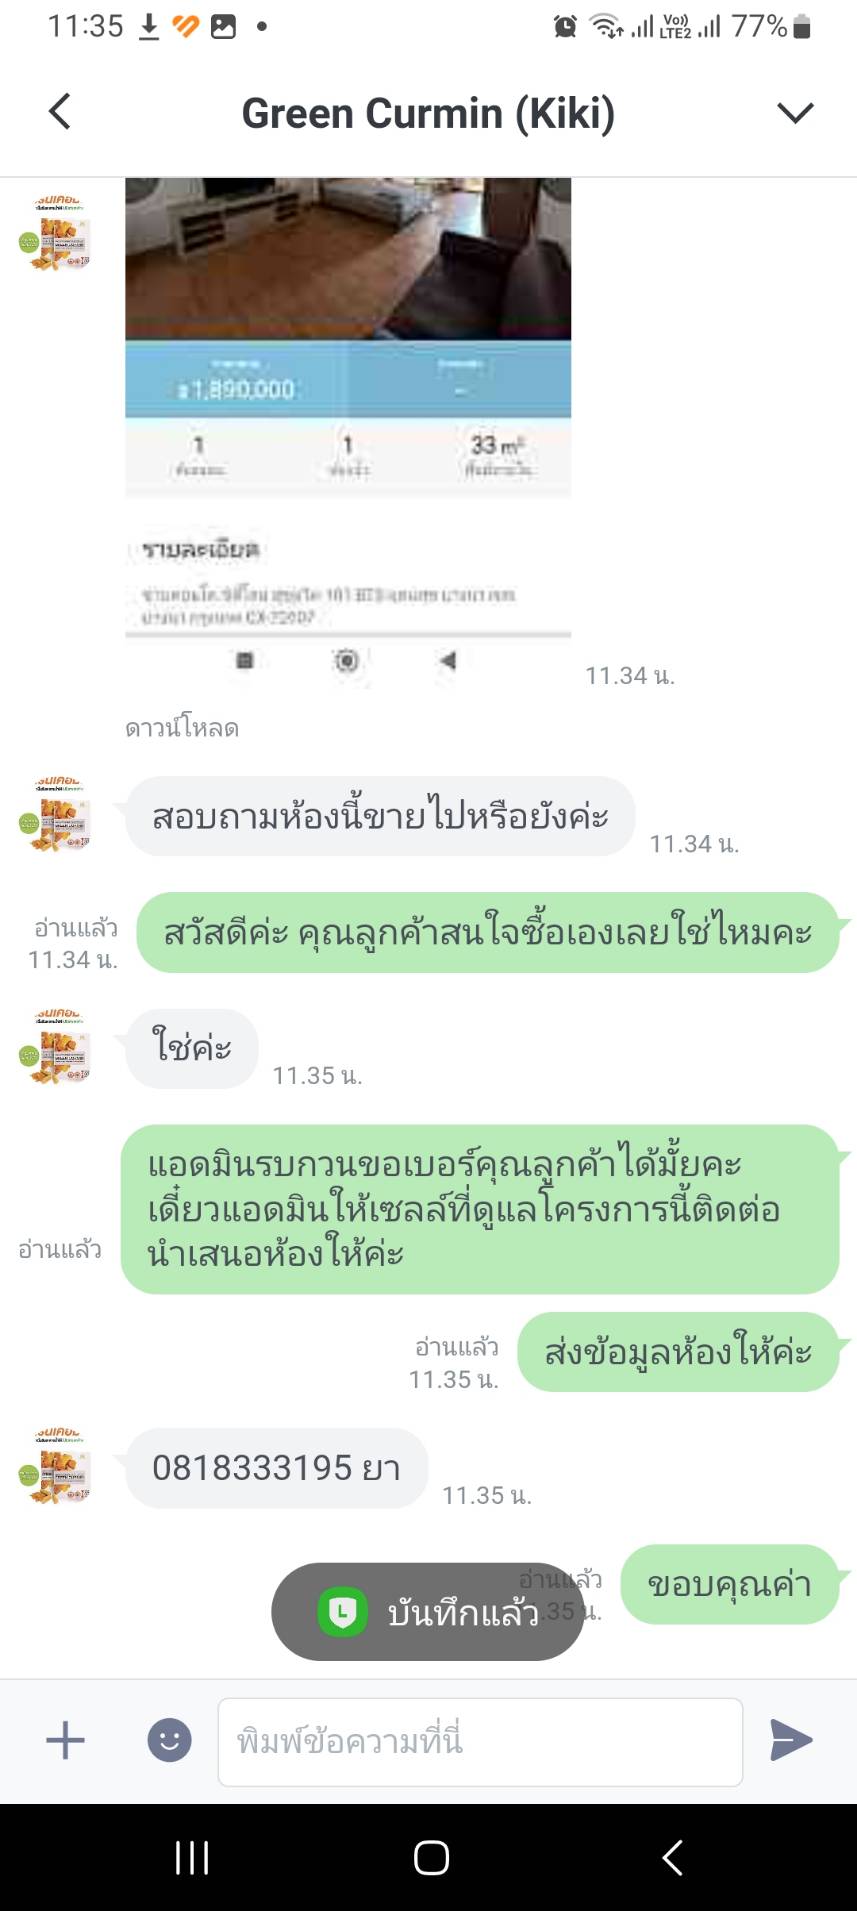 11:35
Vo))
LTE2
77%
Green Curmin (Kiki)
฿1,890,000
1
1
33 m²
รายละเอียด
11.34 น.
ดาวน์โหลด
สอบถามห้องนี้ขายไปหรือยังค่ะ
11.34 น.
สวัสดีค่ะ คุณลูกค้าสนใจซื้อเองเลยใช่ไหมคะ
อ่านแล้ว
11.34 น.
ใช่ค่ะ
11.35 น.
แอดมินรบกวนขอเบอร์คุณลูกค้าได้มั้ยคะ
เดี๋ยวแอดมินให้เซลล์ที่ดูแลโครงการนี้ติดต่อ
นำเสนอห้องให้ค่ะ
อ่านแล้ว
ส่งข้อมูลห้องให้ค่ะ
อ่านแล้ว
11.35 น.
0818333195 ยา
11.35 น.
ขอบคุณค่า
อ่านแล้ว
.35 น.
บันทึกแล้ว
พิมพ์ข้อความที่นี่